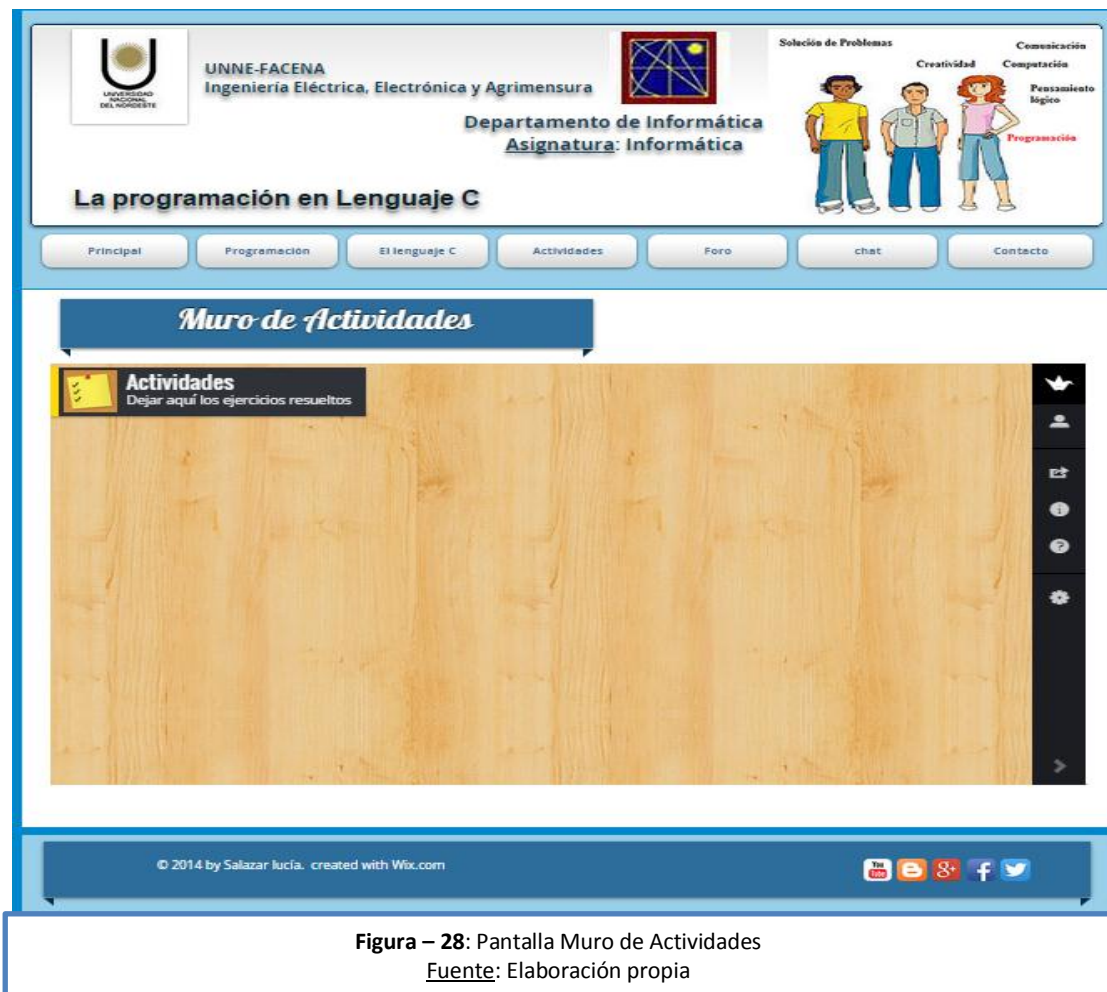 UNIVERSIDAD
NACIONAL
DEL NORDESTE
UNNE-FACENA
Ingeniería Eléctrica, Electrónica y Agrimensura
Departamento de Informática
Asignatura: Informática
La programación en Lenguaje C
Solución de Problemas
Comunicación
Creatividad
Computación
Pensamiento
lógico
Programación
Principal
Programación
El lenguaje C
Actividades
Foro
chat
Contacto
Muro de Actividades
Actividades
Dejar aquí los ejercicios resueltos
© 2014 by Salazar lucía. created with Wix.com
You
Tube
Figura – 28: Pantalla Muro de Actividades
Fuente: Elaboración propia